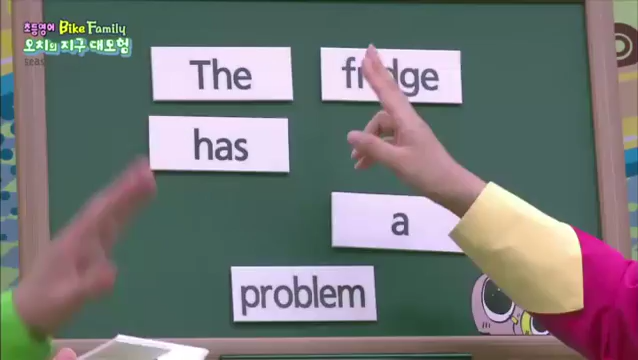 초등영어 Bike Family
오치의 지구 대모험
The fridge
has
a
problem